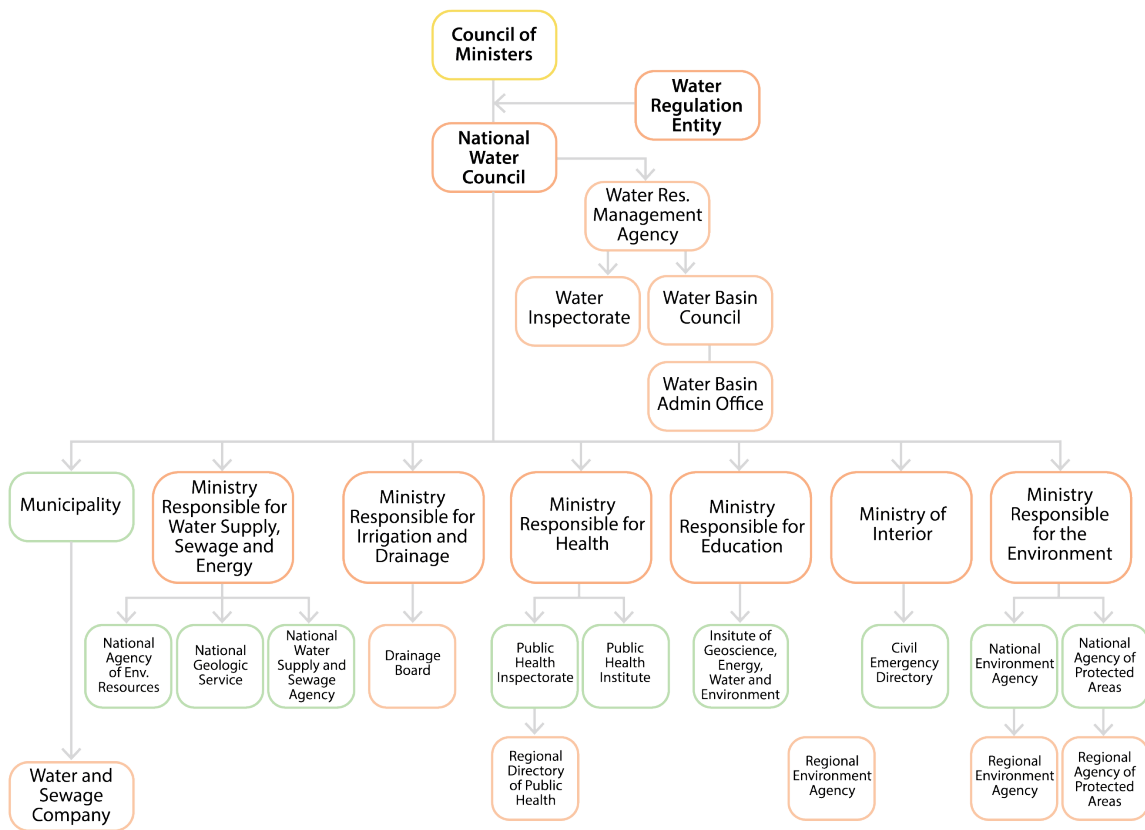 Council of
Ministers
Water
Regulation
Entity
National
Water
Council
Water Res.
Management
Agency
Water
Inspectorate
Water Basin
Council
Water Basin
Admin Office
Municipality
Ministry
Responsible for
Water Supply,
Sewage and
Energy
Ministry
Responsible for
Irrigation and
Drainage
Ministry
Responsible for
Health
Ministry
Responsible for
Education
Ministry of
Interior
Ministry
Responsible
for the
Environment
National
Agency
of Env.
Resources
National
Geologic
Service
National
Water
Supply and
Sewage
Agency
Drainage
Board
Public
Health
Inspectorate
Public
Health
Institute
Insitute of
Geoscience,
Energy,
Water and
Environment
Civil
Emergency
Directory
National
Environment
Agency
National
Agency of
Protected
Areas
Water and
Sewage
Company
Regional
Directory
of Public
Health
Regional
Environment
Agency
Regional
Environment
Agency
Regional
Agency of
Protected
Areas